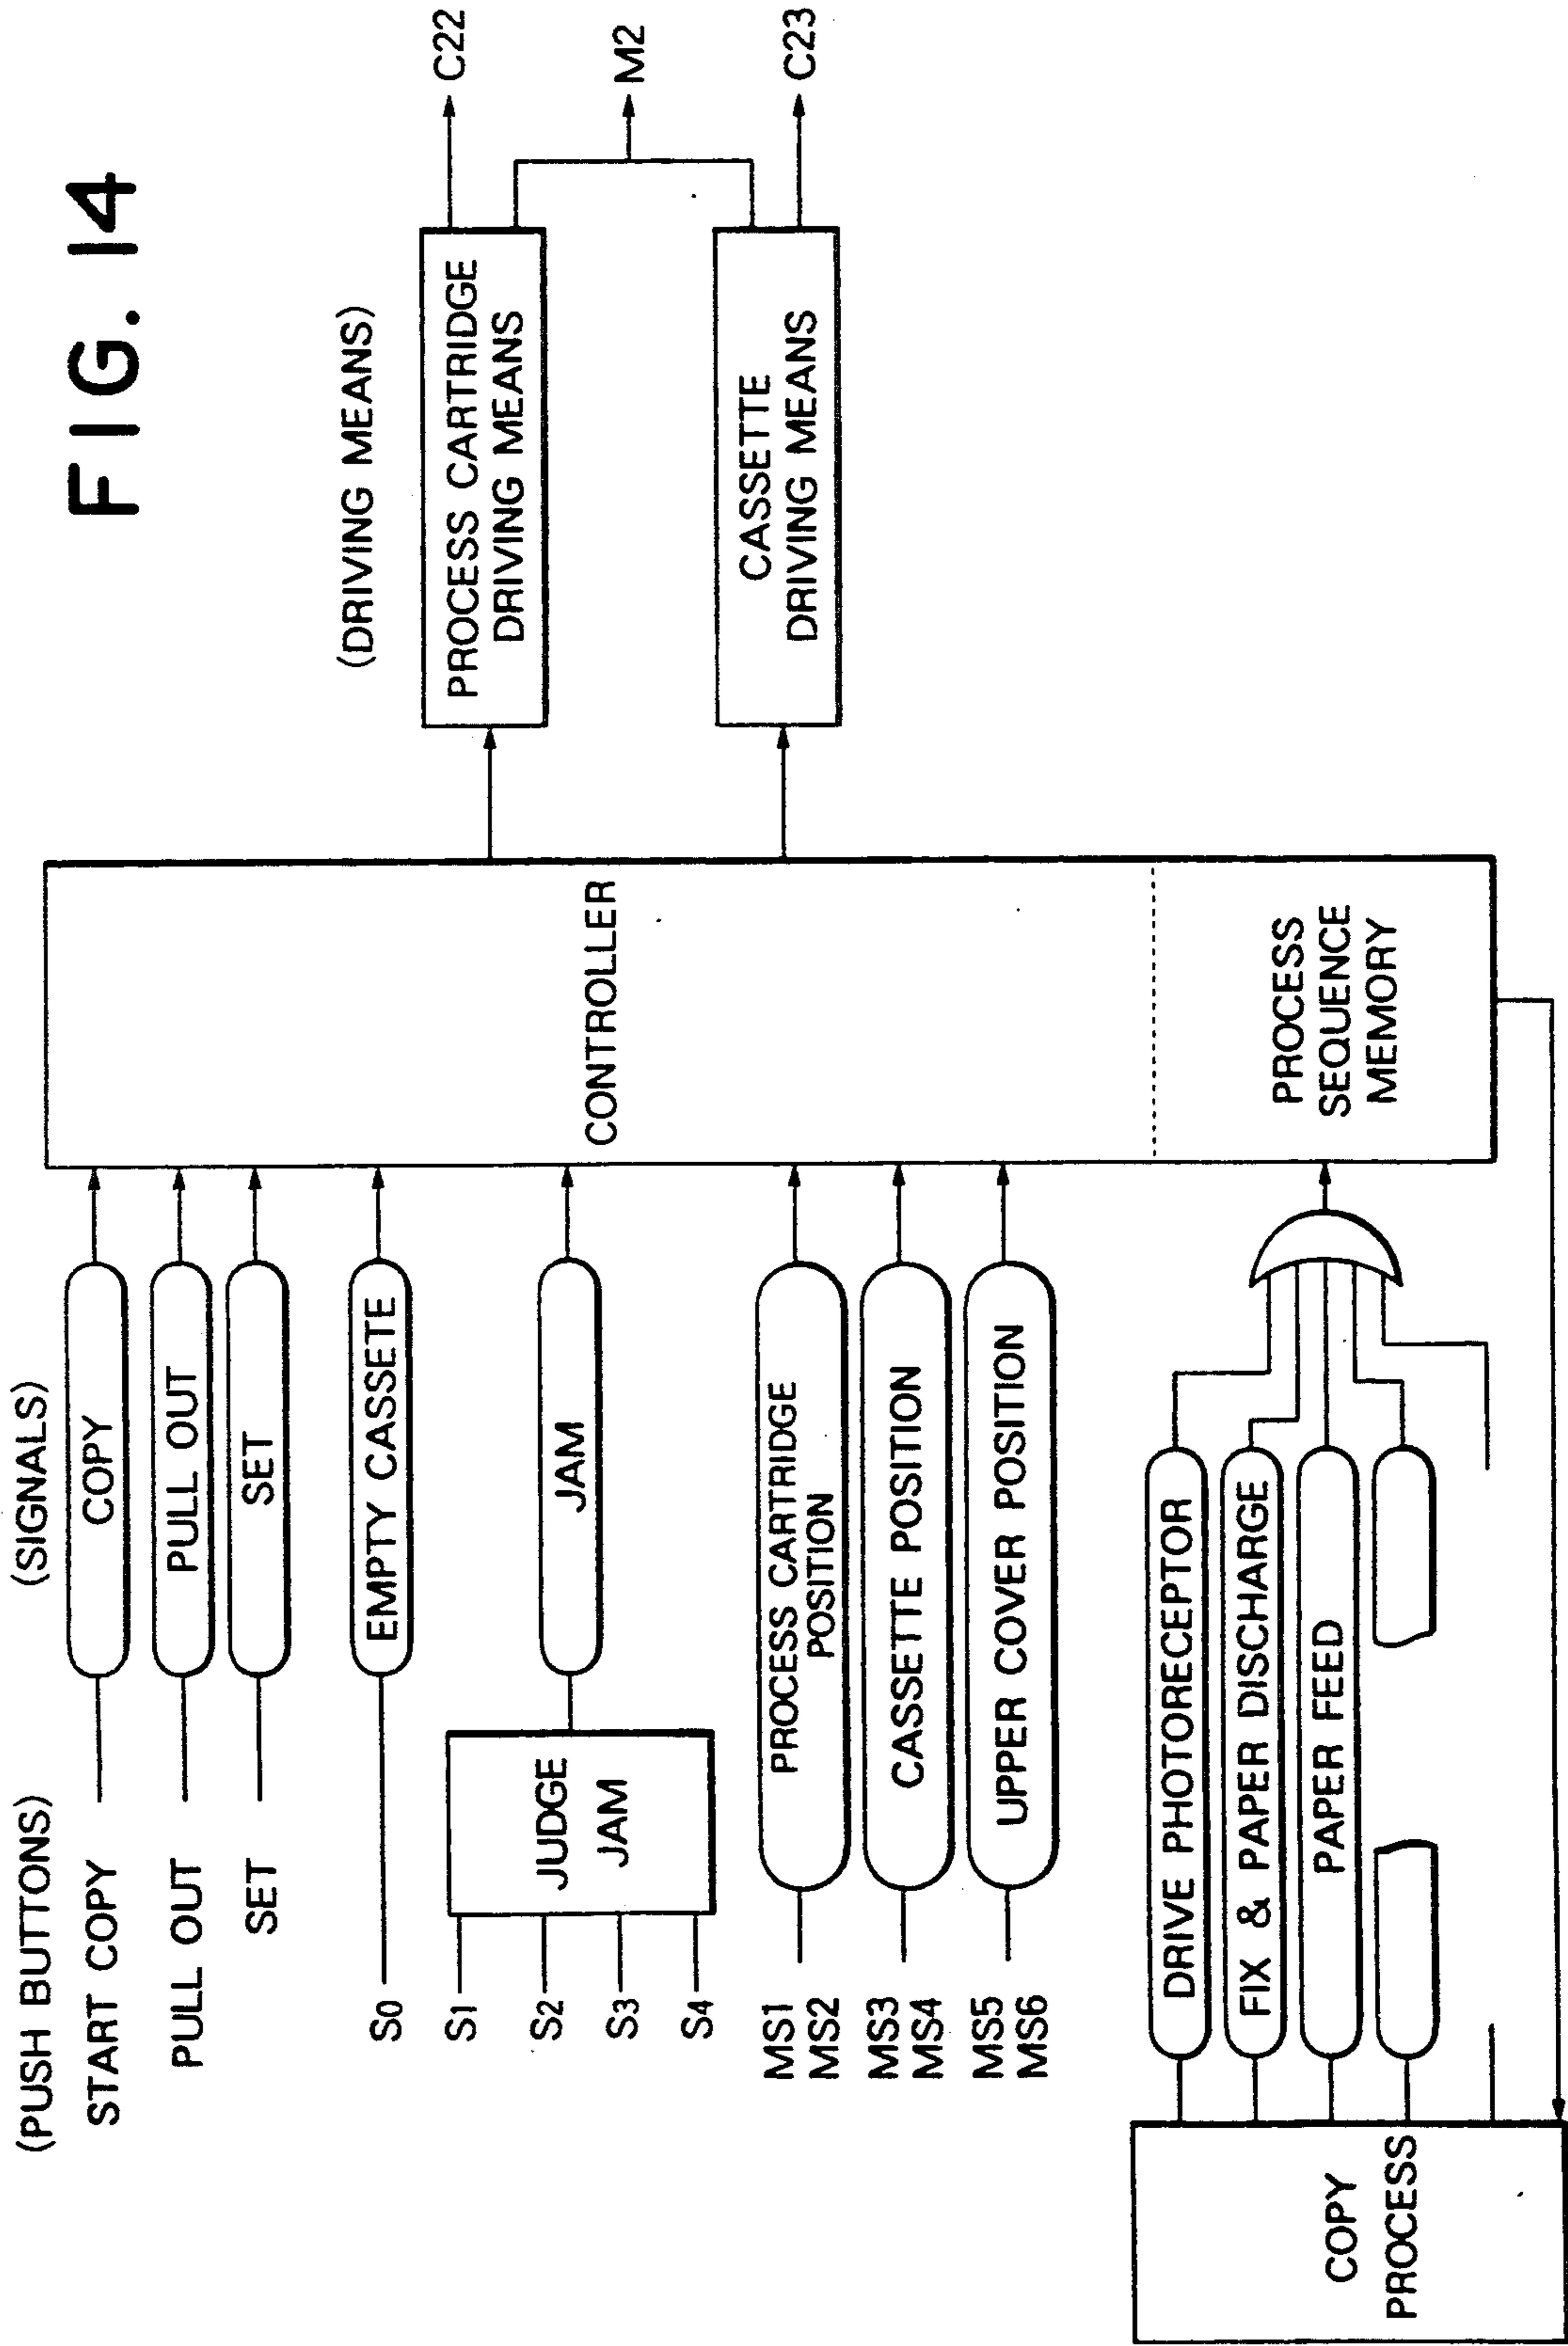 FIG. 14
(PUSH BUTTONS)
(SIGNALS)
(DRIVING MEANS)
START COPY
COPY
PULL OUT
PULL OUT
SET
SET
S0
EMPTY CASSETE
S1
S2
S3
S4
JUDGE
JAM
JAM
MS1
MS2
PROCESS CARTRIDGE
POSITION
MS3
MS4
CASSETTE POSITION
MS5
MS6
UPPER COVER POSITION
COPY
PROCESS
DRIVE PHOTORECEPTOR
FIX & PAPER DISCHARGE
PAPER FEED
CONTROLLER
PROCESS
SEQUENCE
MEMORY
PROCESS CARTRIDGE
DRIVING MEANS
CASSETTE
DRIVING MEANS
C22
M2
C23